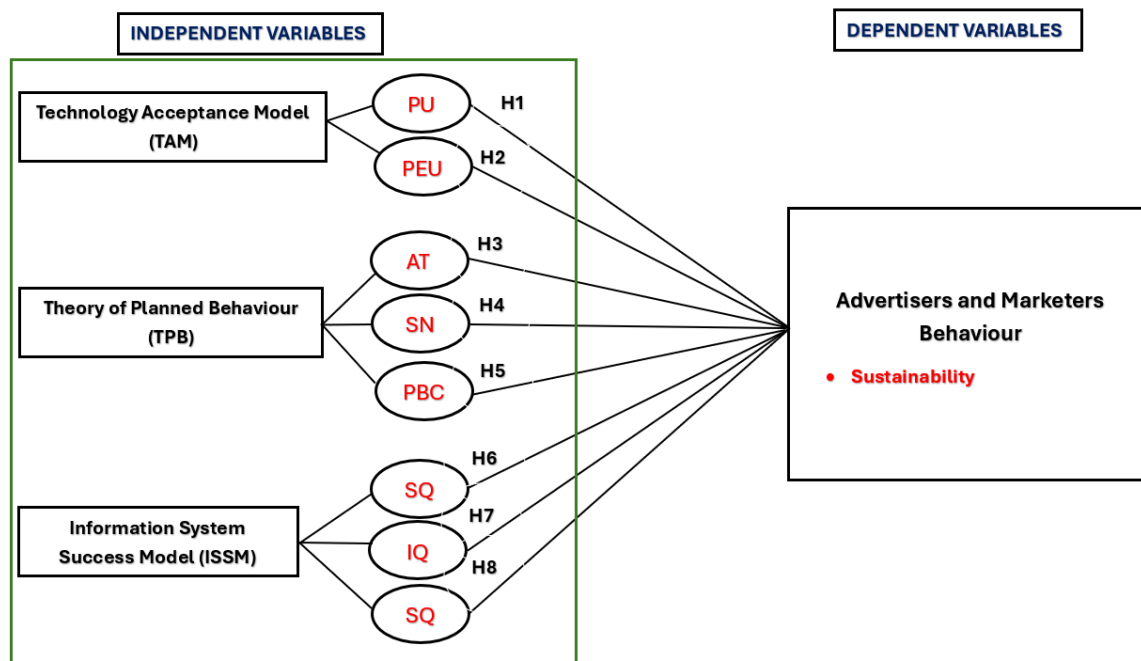 INDEPENDENT VARIABLES
DEPENDENT VARIABLES
Technology Acceptance Model
(TAM)
PU
H1
PEU
H2
Theory of Planned Behaviour
(TPB)
AT
H3
SN
H4
PBC
H5
Information System
Success Model (ISSM)
SQ
H6
IQ
H7
SQ
H8
Advertisers and Marketers
Behaviour
• Sustainability